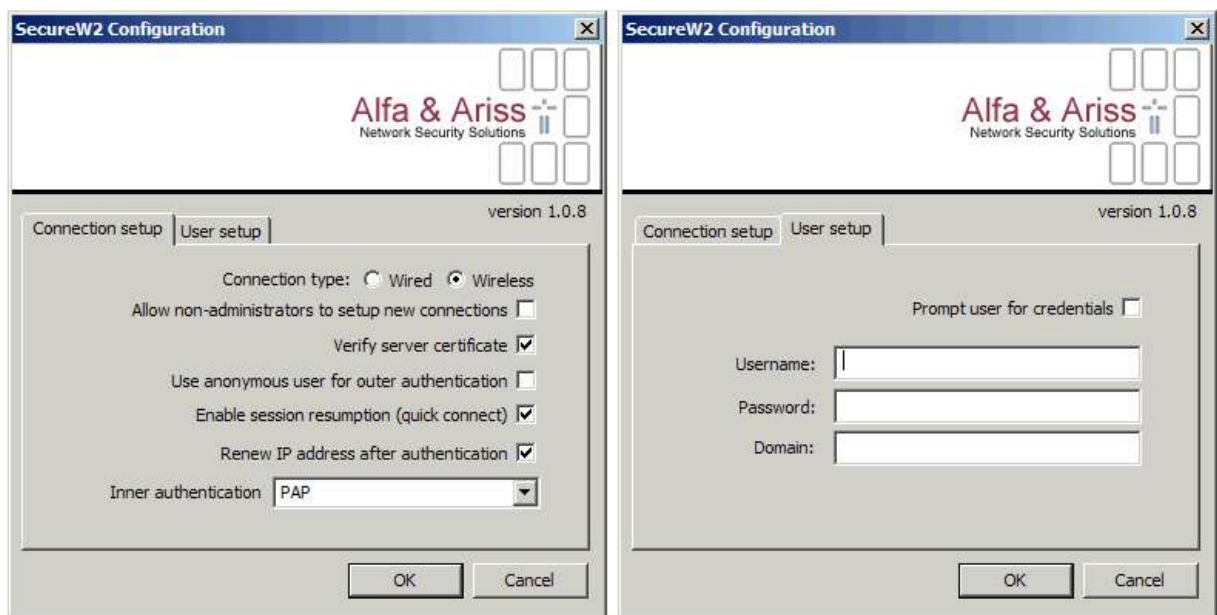 SecureW2 Configuration
Alfa & Ariss
Network Security Solutions
version 1.0.8
Connection setup
User setup
Connection type: Wired Wireless
Allow non-administrators to setup new connections
Verify server certificate
Use anonymous user for outer authentication
Enable session resumption (quick connect)
Renew IP address after authentication
Inner authentication PAP
OK Cancel
SecureW2 Configuration
Alfa & Ariss
Network Security Solutions
version 1.0.8
Connection setup
User setup
Prompt user for credentials
Username:
Password:
Domain:
OK Cancel